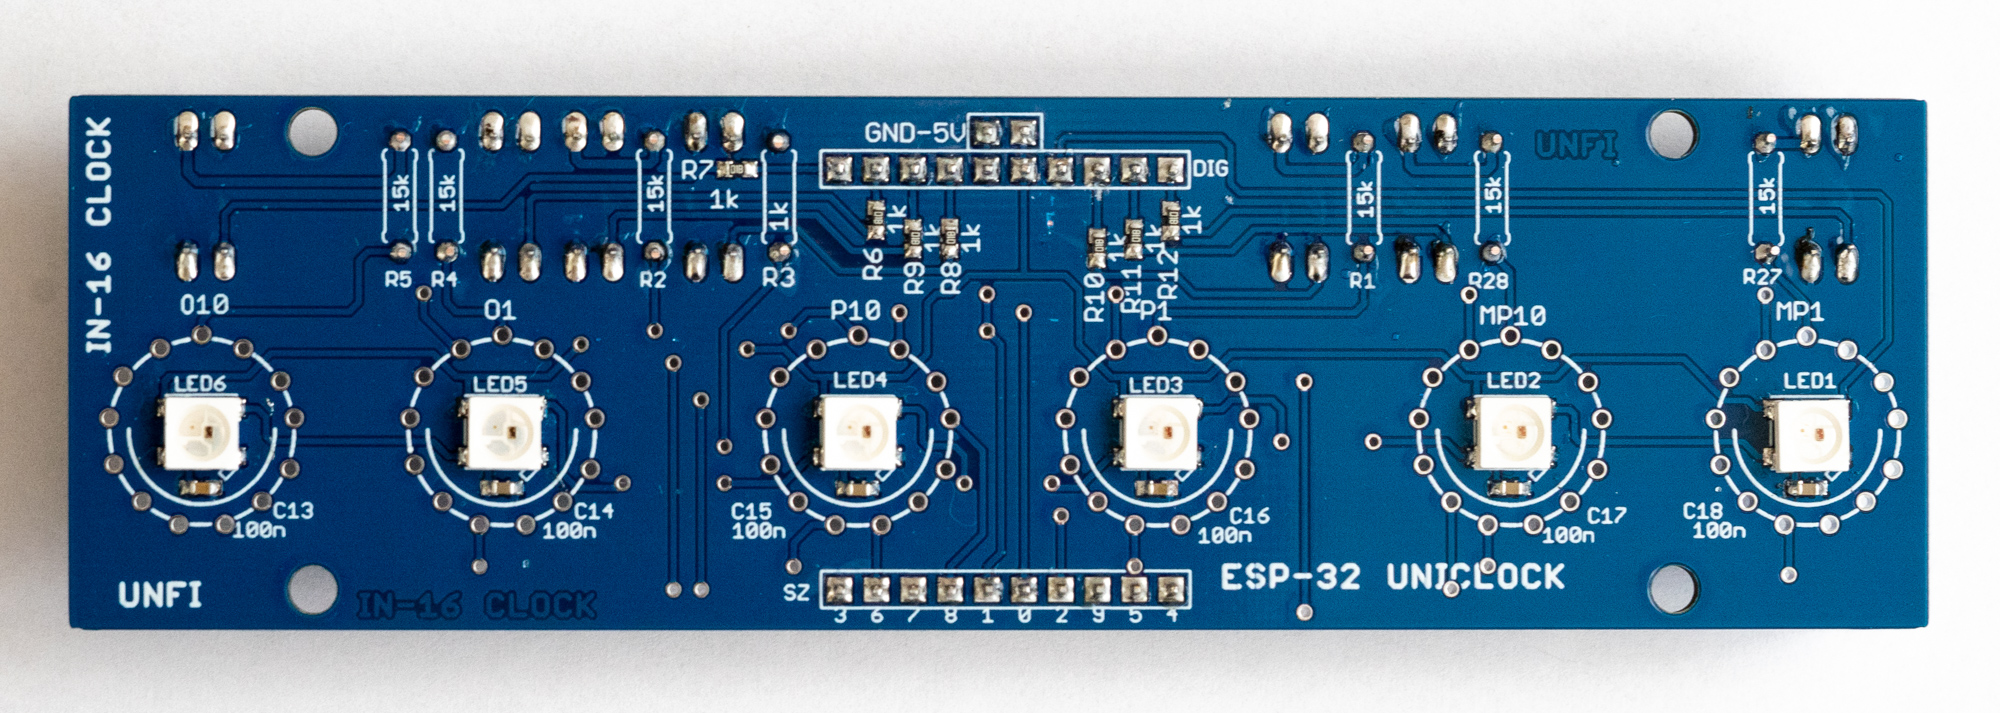 IN-16 CLOCK
GND-5V
UNFI
DIG
R7
1k
15k
15k
15k
1k
1k
1k
1k
1k
1k
1k
15k
15k
15k
R5
R4
R2
R3
R6
R9
R8
R10
R11
R12
R1
R28
R27
O10
O1
P10
P1
MP10
MP1
LED6
LED5
LED4
LED3
LED2
LED1
C13
100n
C14
100n
C15
100n
C16
100n
C17
100n
C18
100n
UNFI
IN-16 CLOCK
SZ
3 6 7 8 1 0 2 9 5 4
ESP-32 UNICLOCK